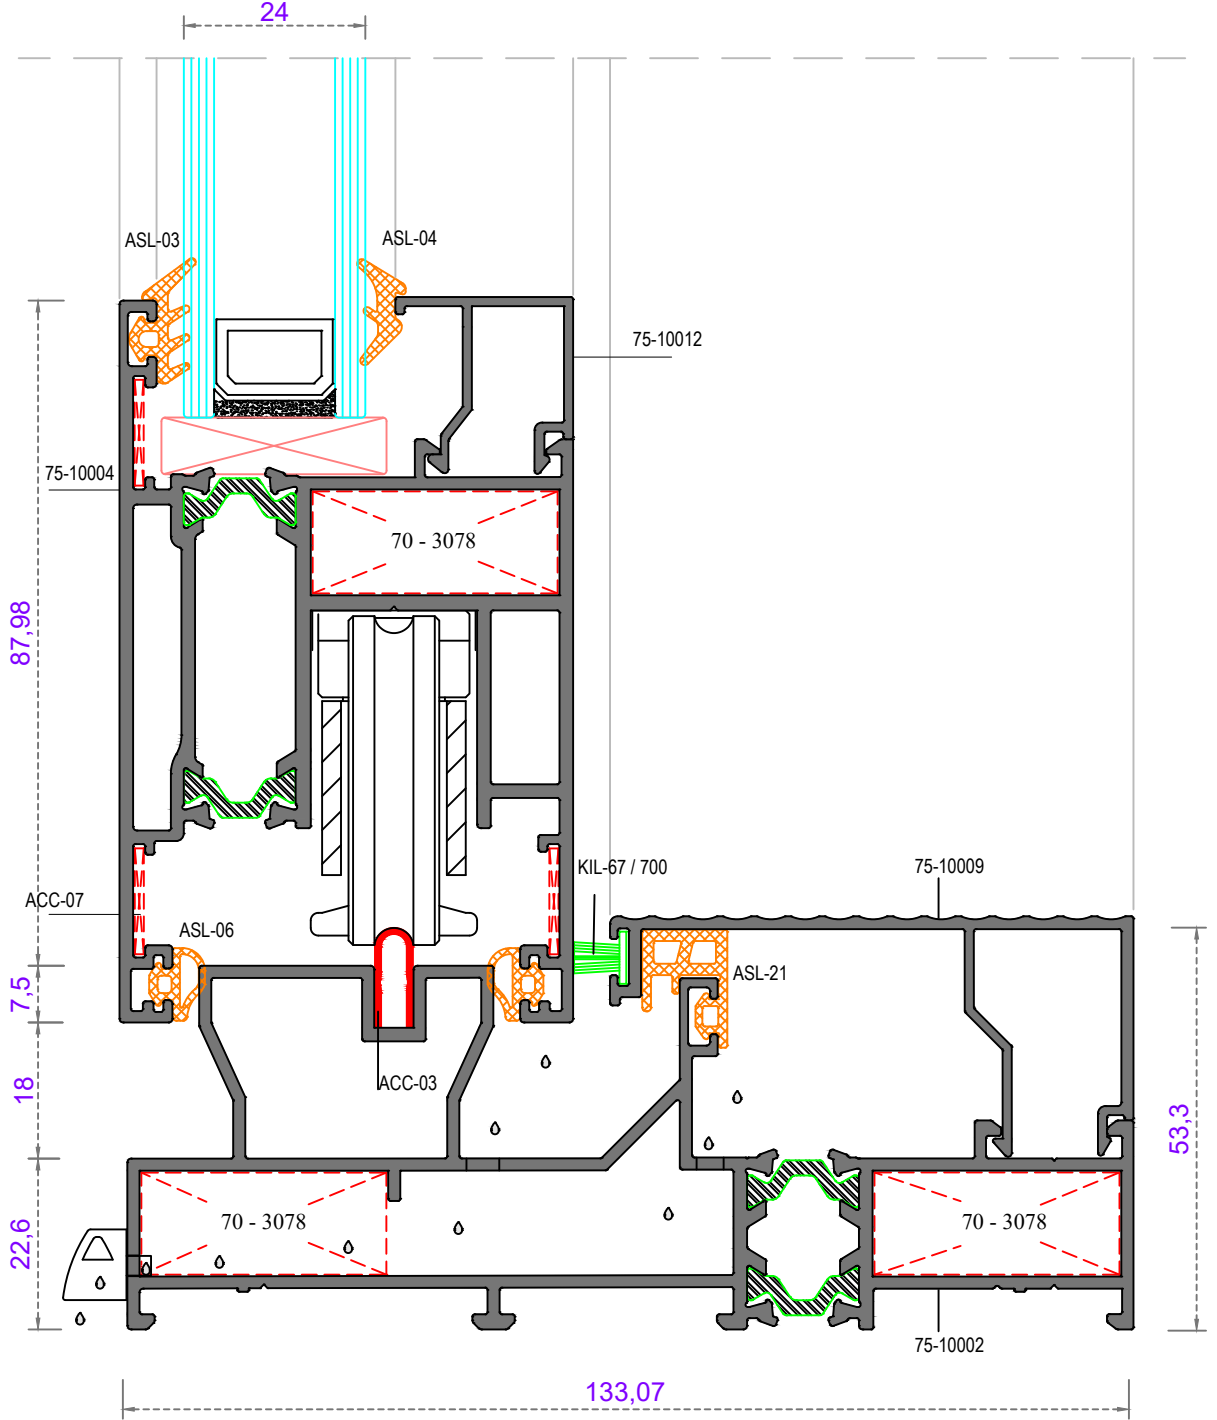 24
ASL-03
ASL-04
75-10012
75-10004
70 - 3078
87,98
KIL-67 / 700
75-10009
ACC-07
ASL-06
ASL-21
7,5
ACC-03
18
53,3
70 - 3078
70 - 3078
22,6
75-10002
133,07